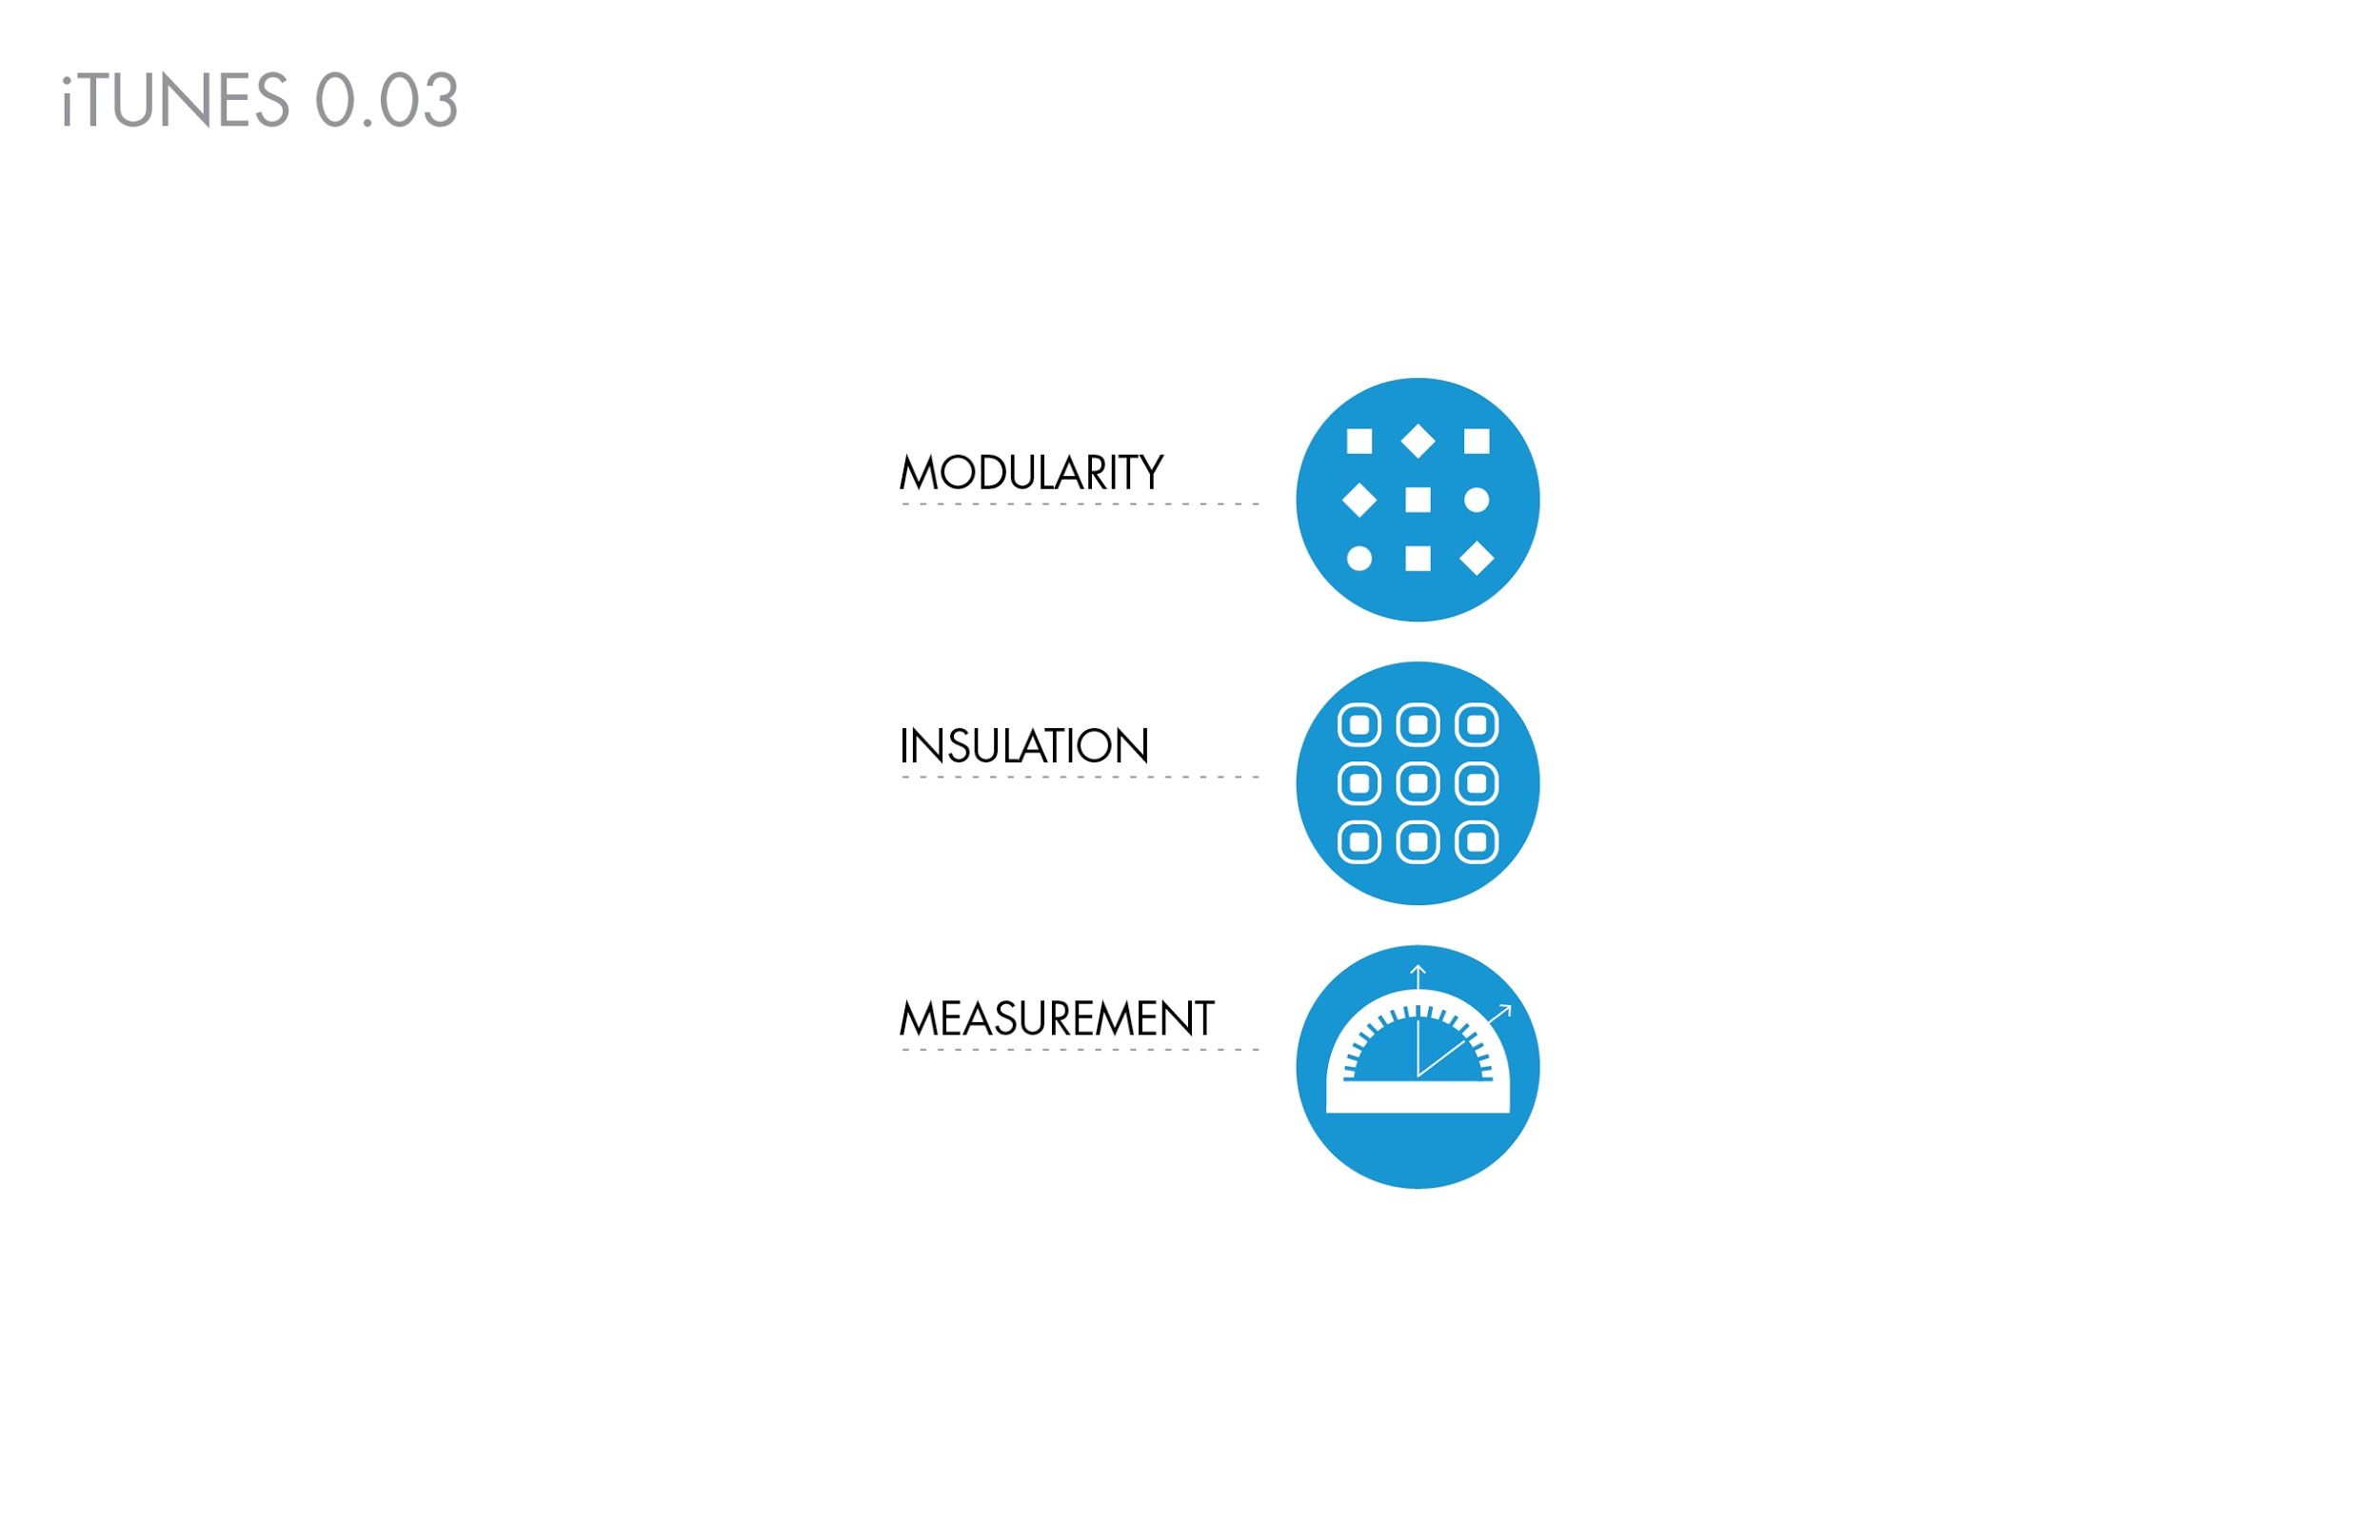 iTUNES 0.03
MODULARITY
INSULATION
MEASUREMENT